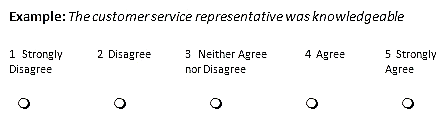 Example: The customer service representative was knowledgeable
1 Strongly Disagree
2 Disagree
3 Neither Agree nor Disagree
4 Agree
5 Strongly Agree